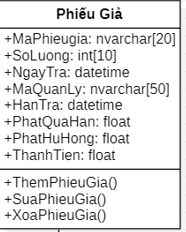 Phiếu Giả
+MaPhieugia: nvarchar[20]
+SoLuong: int[10]
+NgayTra: datetime
+MaQuanLy: nvarchar[50]
+HanTra: datetime
+PhatQuaHan: float
+PhatHuHong: float
+ThanhTien: float
+ThemPhieuGia()
+SuaPhieuGia()
+XoaPhieuGia()